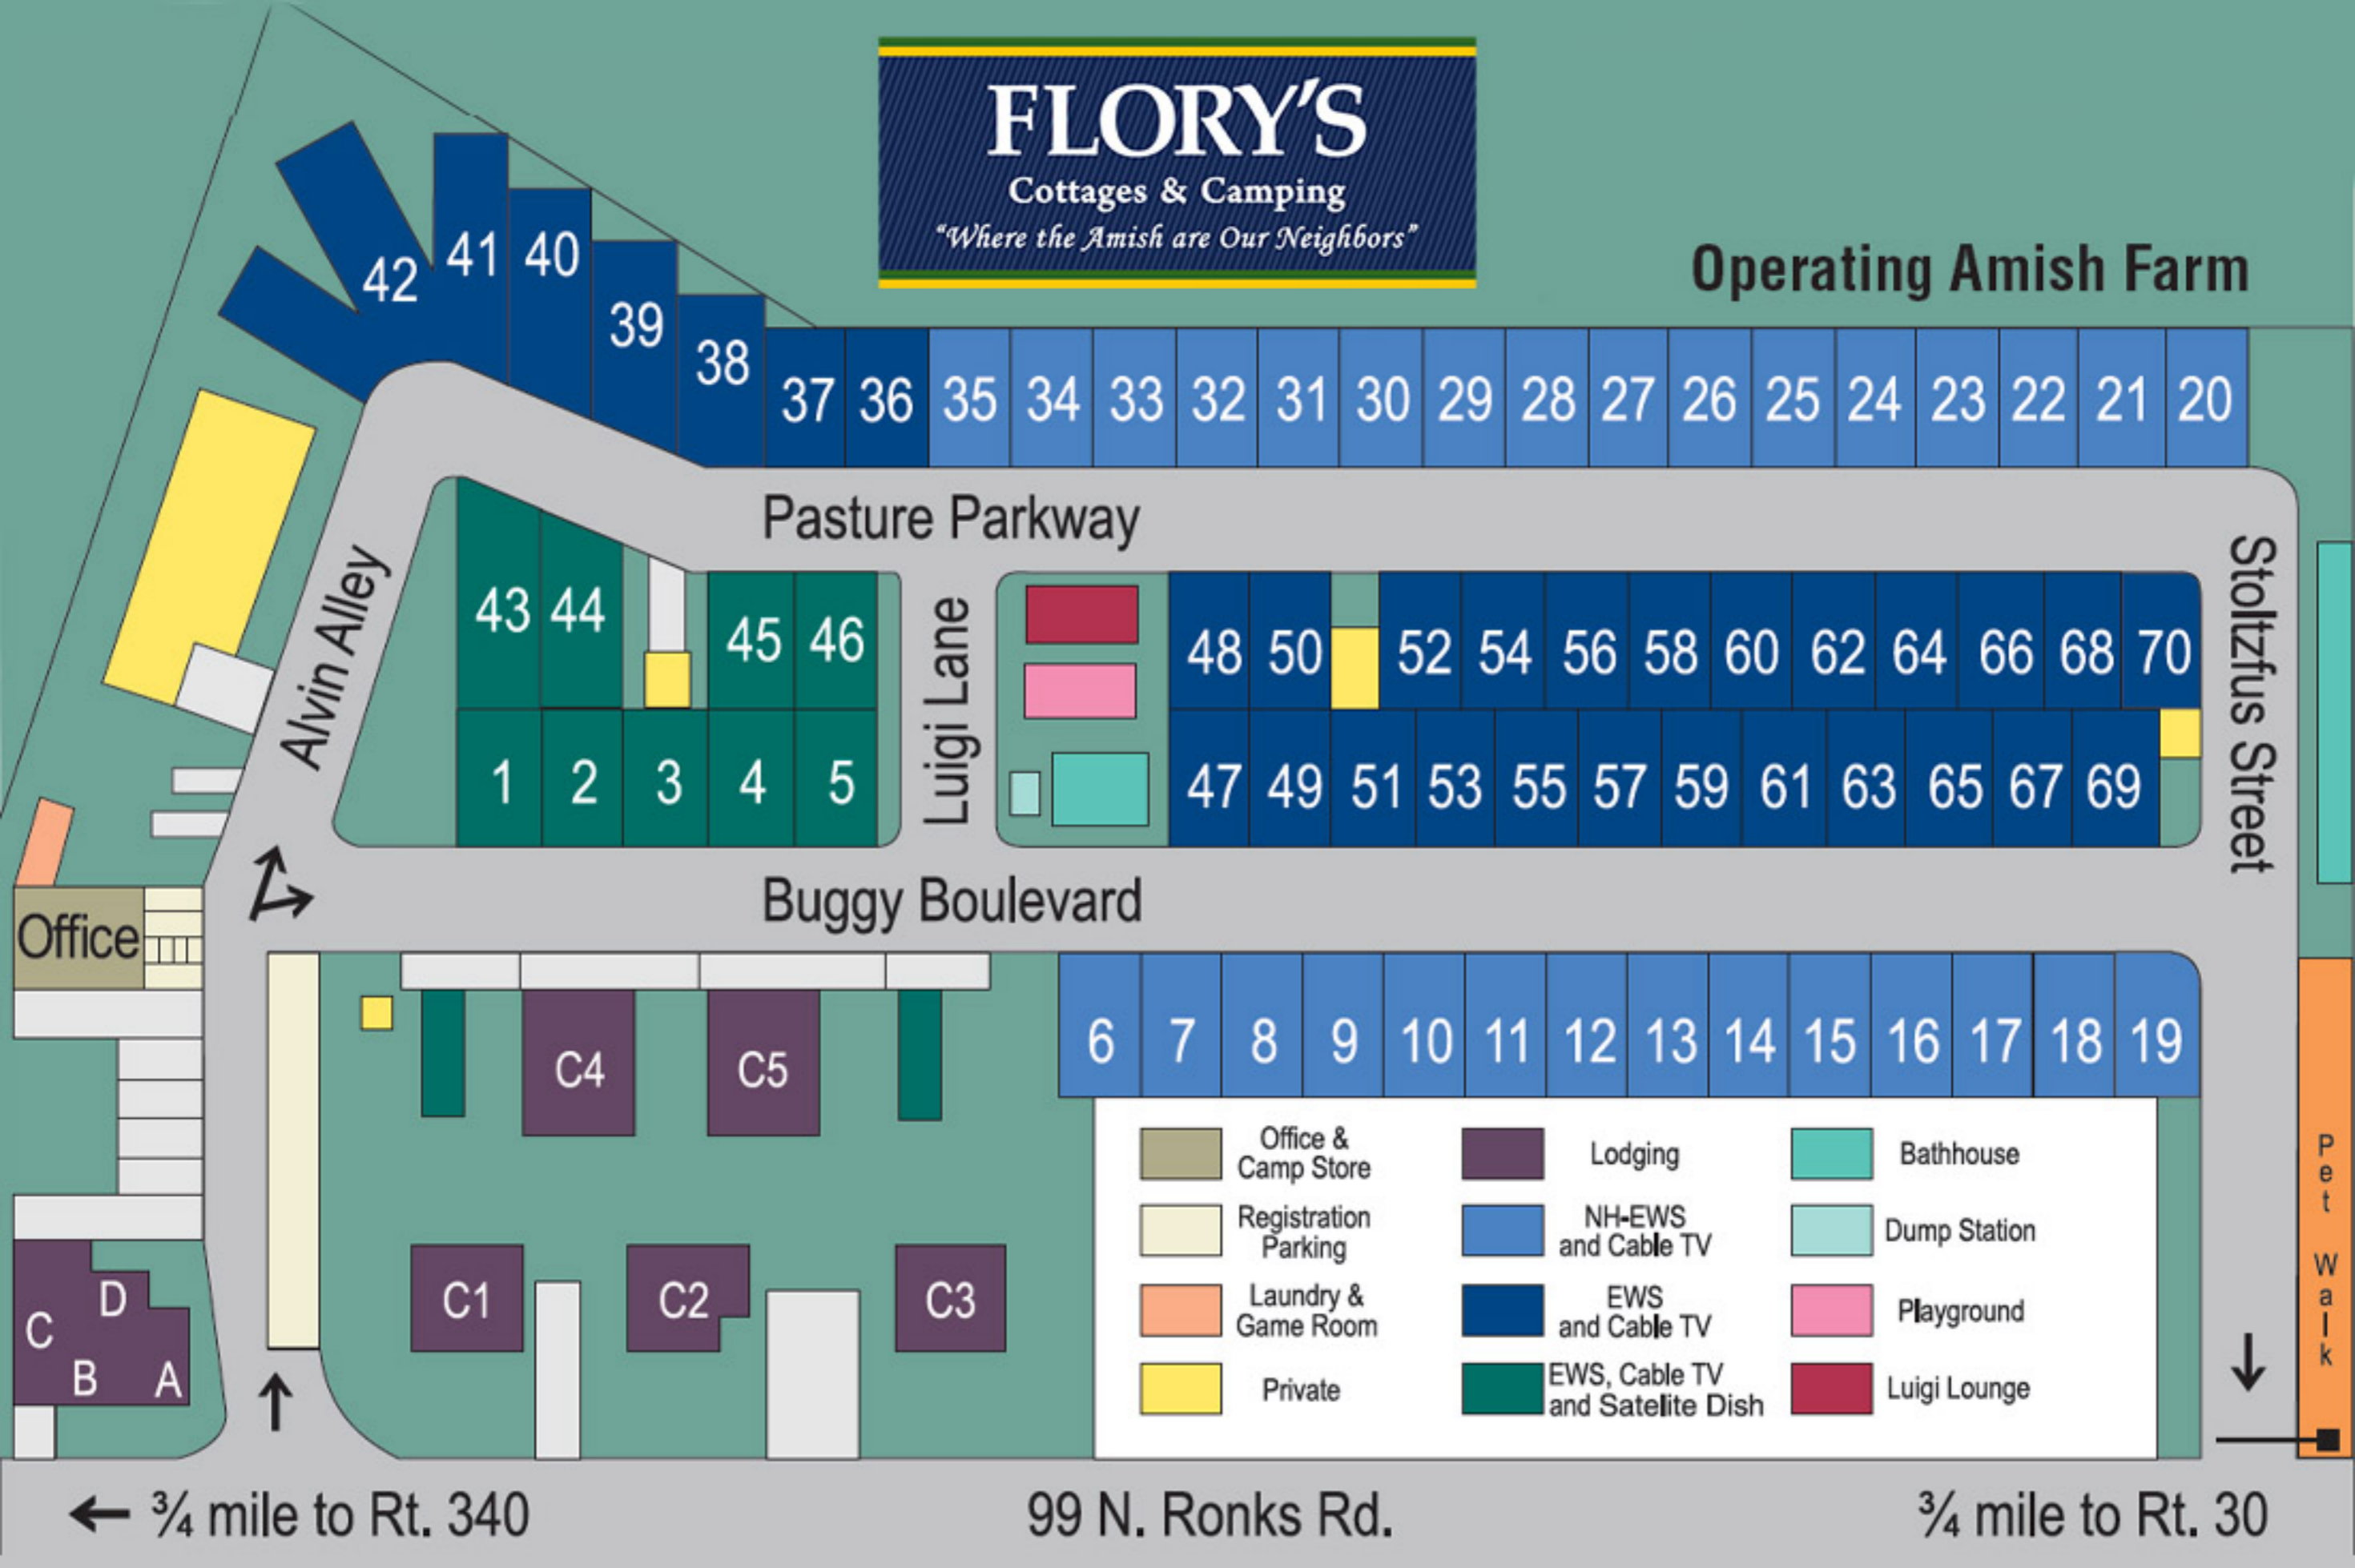 FLORY'S
Cottages & Camping
“Where the Amish are Our Neighbors”
Operating Amish Farm
42 41 40 39 38 37 36 35 34 33 32 31 30 29 28 27 26 25 24 23 22 21 20
Pasture Parkway
Alvin Alley
43 44 45 46
1 2 3 4 5
Luigi Lane
48 50 52 54 56 58 60 62 64 66 68 70
47 49 51 53 55 57 59 61 63 65 67 69
Stoltzfus Street
Buggy Boulevard
Office
C4 C5
6 7 8 9 10 11 12 13 14 15 16 17 18 19
C1 C2 C3
D
C
B A
Office &
Camp Store
Registration
Parking
Laundry &
Game Room
Private
Lodging
NH-EWS
and Cable TV
EWS
and Cable TV
EWS, Cable TV
and Satelite Dish
Bathhouse
Dump Station
Playground
Luigi Lounge
Pet Walk
← ¾ mile to Rt. 340
99 N. Ronks Rd.
¾ mile to Rt. 30